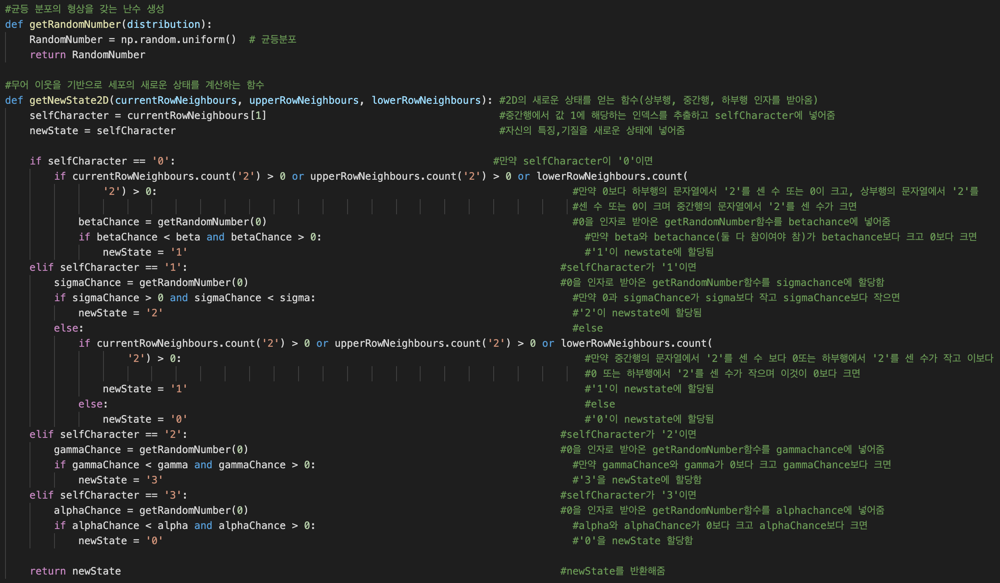 #균등 분포의 형상을 갖는 난수 생성
def getRandomNumber(distribution):
    RandomNumber = np.random.uniform()  # 균등분포
    return RandomNumber

#무어 이웃을 기반으로 세포의 새로운 상태를 계산하는 함수
def getNewState2D(currentRowNeighbours, upperRowNeighbours, lowerRowNeighbours): #2D의 새로운 상태를 얻는 함수(상부행, 중간행, 하부행 인자를 받아옴)
    selfCharacter = currentRowNeighbours[1] #중간행에서 값 1에 해당하는 인덱스를 추출하고 selfCharacter에 넣어줌
    newState = selfCharacter #자신의 특징,기질을 새로운 상태에 넣어줌

    if selfCharacter == '0': #만약 selfCharacter이 '0'이면
        if currentRowNeighbours.count('2') > 0 or upperRowNeighbours.count('2') > 0 or lowerRowNeighbours.count(
                '2') > 0: #만약 0보다 하부행의 문자열에서 '2'를 센 수 또는 0이 크고, 상부행의 문자열에서 '2'를
                #센 수 또는 0이 크며 중간행의 문자열에서 '2'를 센 수가 크면
            betaChance = getRandomNumber(0) #0을 인자로 받아온 getRandomNumber함수를 betachance에 넣어줌
            if betaChance < beta and betaChance > 0: #만약 beta와 betachance(둘 다 참이여야 참)가 betachance보다 크고 0보다 크면
                newState = '1' #'1'이 newstate에 할당됨
    elif selfCharacter == '1': #selfCharacter가 '1'이면
        sigmaChance = getRandomNumber(0) #0을 인자로 받아온 getRandomNumber함수를 sigmachance에 할당함
        if sigmaChance > 0 and sigmaChance < sigma: #만약 0과 sigmaChance가 sigma보다 작고 sigmaChance보다 작으면
            newState = '2' #'2'이 newstate에 할당됨
        else: #else
            if currentRowNeighbours.count('2') > 0 or upperRowNeighbours.count('2') > 0 or lowerRowNeighbours.count(
                    '2') > 0: #만약 중간행의 문자열에서 '2'를 센 수 보다 0또는 하부행에서 '2'를 센 수가 작고 이보다
                    #0 또는 하부행에서 '2'를 센 수가 작으며 이것이 0보다 크면
                newState = '1' #'1'이 newstate에 할당됨
            else: #else
                newState = '0' #'0'이 newstate에 할당됨
    elif selfCharacter == '2': #selfCharacter가 '2'이면
        gammaChance = getRandomNumber(0) #0을 인자로 받아온 getRandomNumber함수를 gammachance에 넣어줌
        if gammaChance < gamma and gammaChance > 0: #만약 gammaChance와 gamma가 0보다 크고 gammaChance보다 크면
            newState = '3' #'3'을 newState에 할당함
    elif selfCharacter == '3': #selfCharacter가 '3'이면
        alphaChance = getRandomNumber(0) #0을 인자로 받아온 getRandomNumber함수를 alphachance에 넣어줌
        if alphaChance < alpha and alphaChance > 0: #alpha와 alphaChance가 0보다 크고 alphaChance보다 크면
            newState = '0' #'0'을 newState 할당함

    return newState #newState를 반환해줌